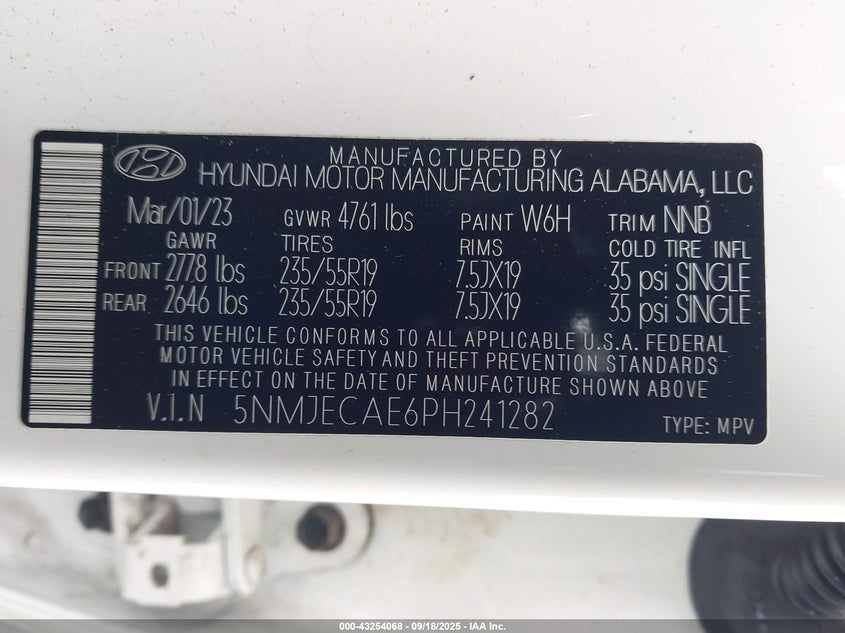 MANUFACTURED BY
HYUNDAI MOTOR MANUFACTURING ALABAMA, LLC
Mar/01/23 GVWR 4761 lbs PAINT W6H TRIM NNB
GAWR TIRES RIMS COLD TIRE INFL
FRONT 2778 lbs 235/55R19 7.5JX19 35 psi SINGLE
REAR 2646 lbs 235/55R19 7.5JX19 35 psi SINGLE
THIS VEHICLE CONFORMS TO ALL APPLICABLE U.S.A. FEDERAL
MOTOR VEHICLE SAFETY AND THEFT PREVENTION STANDARDS
IN EFFECT ON THE DATE OF MANUFACTURE SHOWN ABOVE
V.I.N 5NMJECAE6PH241282 TYPE: MPV
000-43254068 - 09/18/2025 - IAA Inc.